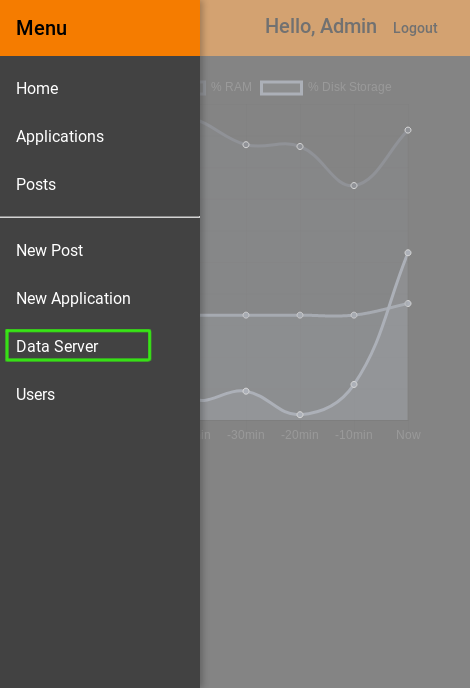 Menu
Hello, Admin
Logout
Home
% RAM
% Disk Storage
Applications
Posts
New Post
New Application
Data Server
Users
-30min
-20min
-10min
Now